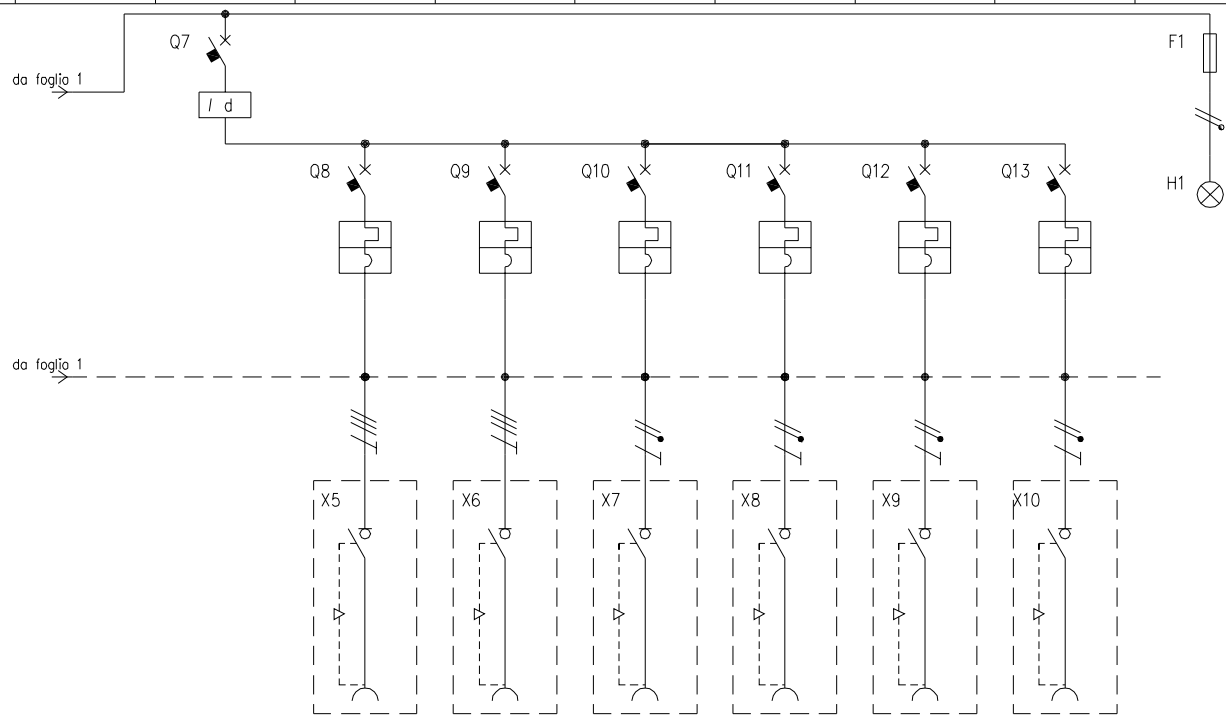 Q7
F1
da foglio 1
I d
Q8 Q9 Q10 Q11 Q12 Q13
H1
da foglio 1
X5 X6 X7 X8 X9 X10